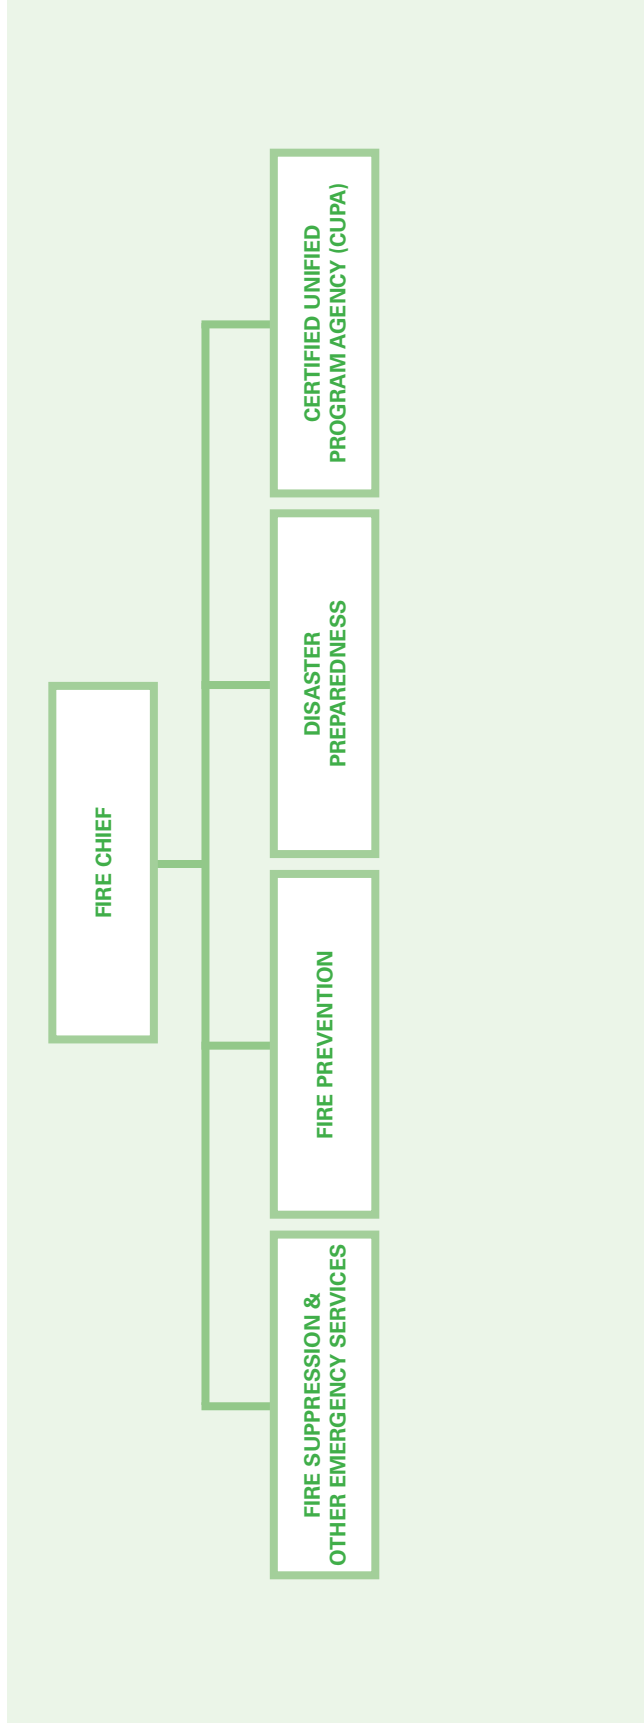 FIRE CHIEF
FIRE SUPPRESSION &
OTHER EMERGENCY SERVICES
FIRE PREVENTION
DISASTER
PREPAREDNESS
CERTIFIED UNIFIED
PROGRAM AGENCY (CUPA)